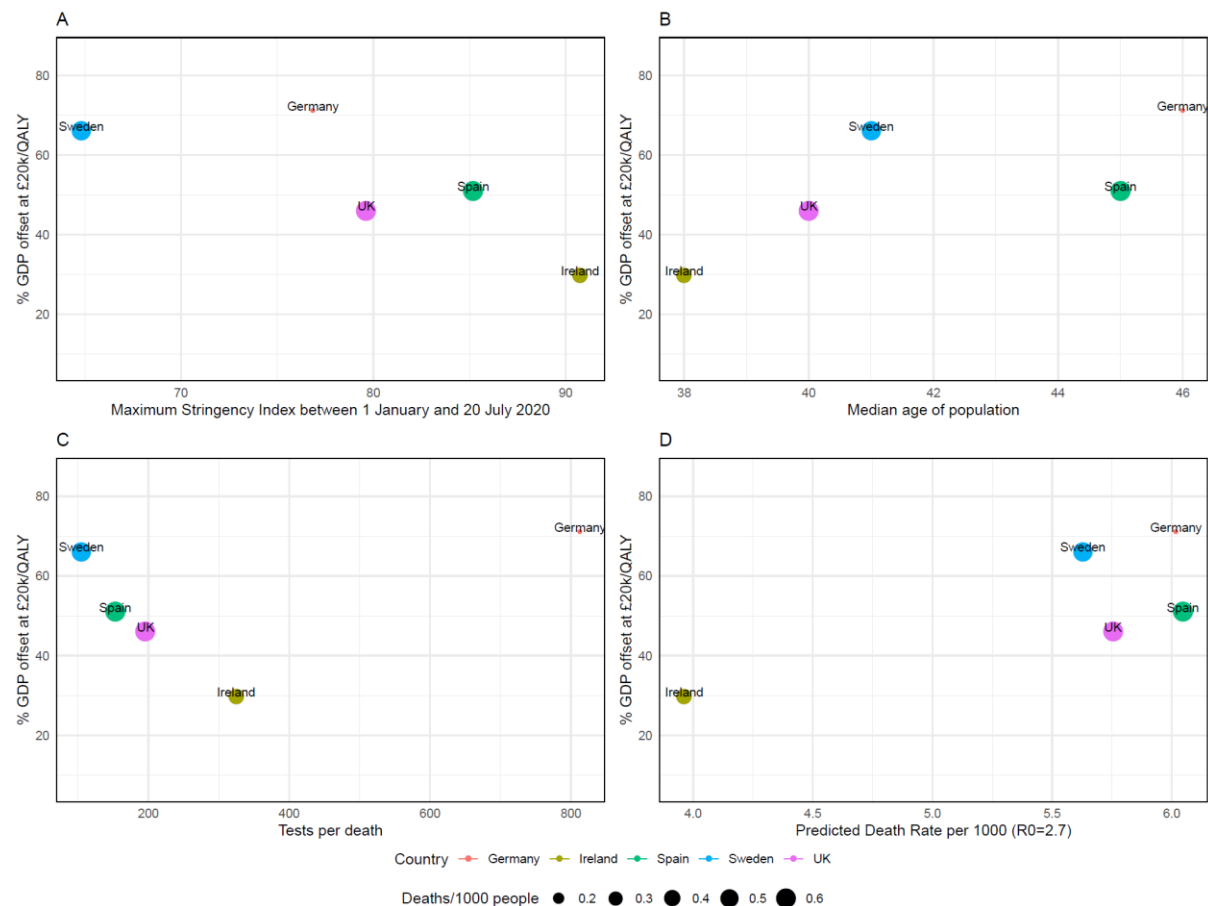 A
% GDP offset at £20k/QALY
80
60
40
20
Germany
Sweden
Spain
UK
Ireland
70 80 90
Maximum Stringency Index between 1 January and 20 July 2020
B
% GDP offset at £20k/QALY
80
60
40
20
Germany
Sweden
Spain
UK
Ireland
38 40 42 44 46
Median age of population
C
% GDP offset at £20k/QALY
80
60
40
20
Germany
Sweden
Spain
UK
Ireland
200 400 600 800
Tests per death
D
% GDP offset at £20k/QALY
80
60
40
20
Germany
Sweden
Spain
UK
Ireland
4.0 4.5 5.0 5.5 6.0
Predicted Death Rate per 1000 (R0=2.7)
Country Germany Ireland Spain Sweden UK
Deaths/1000 people 0.2 0.3 0.4 0.5 0.6